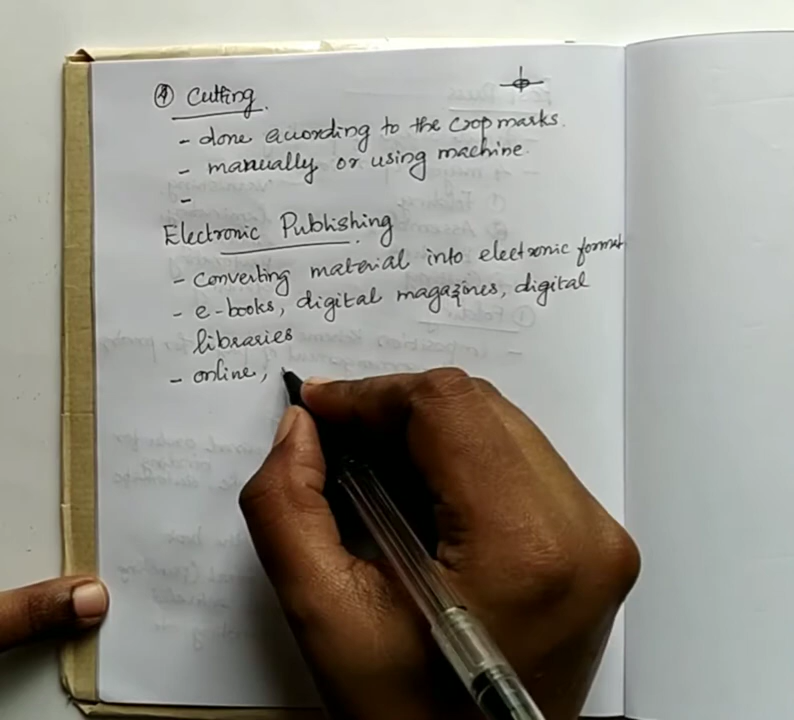 ④ Cutting.
- done according to the crop marks.
- manually or using machine.
-
Electronic Publishing
- Converting material into electronic format
- e-books, digital magazines, digital
libraries
- online,